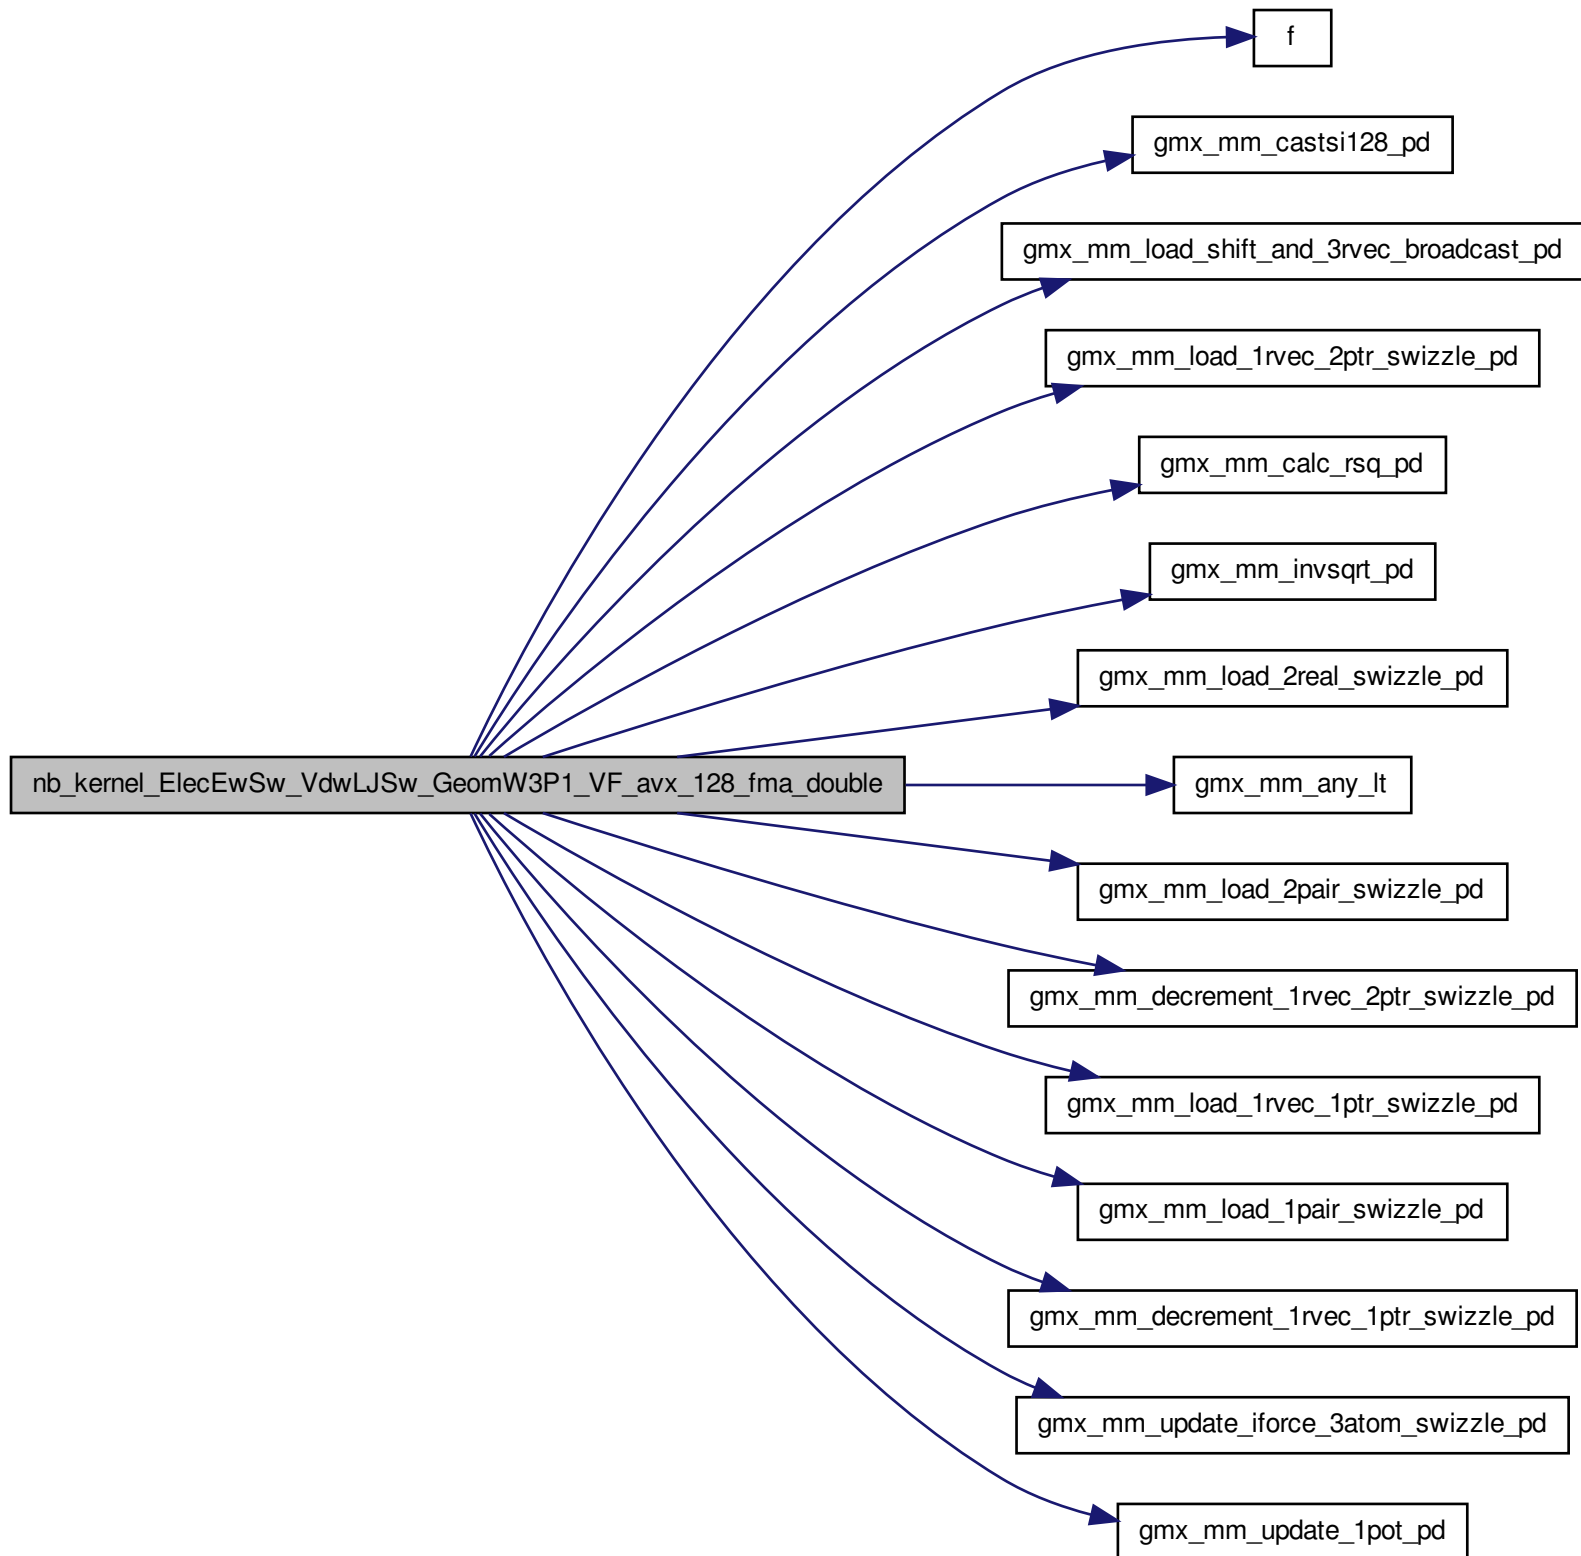 f
gmx_mm_castsi128_pd
gmx_mm_load_shift_and_3rvec_broadcast_pd
gmx_mm_load_1rvec_2ptr_swizzle_pd
gmx_mm_calc_rsq_pd
gmx_mm_invsqrt_pd
gmx_mm_load_2real_swizzle_pd
nb_kernel_ElecEwSw_VdwLJSw_GeomW3P1_VF_avx_128_fma_double
gmx_mm_any_lt
gmx_mm_load_2pair_swizzle_pd
gmx_mm_decrement_1rvec_2ptr_swizzle_pd
gmx_mm_load_1rvec_1ptr_swizzle_pd
gmx_mm_load_1pair_swizzle_pd
gmx_mm_decrement_1rvec_1ptr_swizzle_pd
gmx_mm_update_iforce_3atom_swizzle_pd
gmx_mm_update_1pot_pd